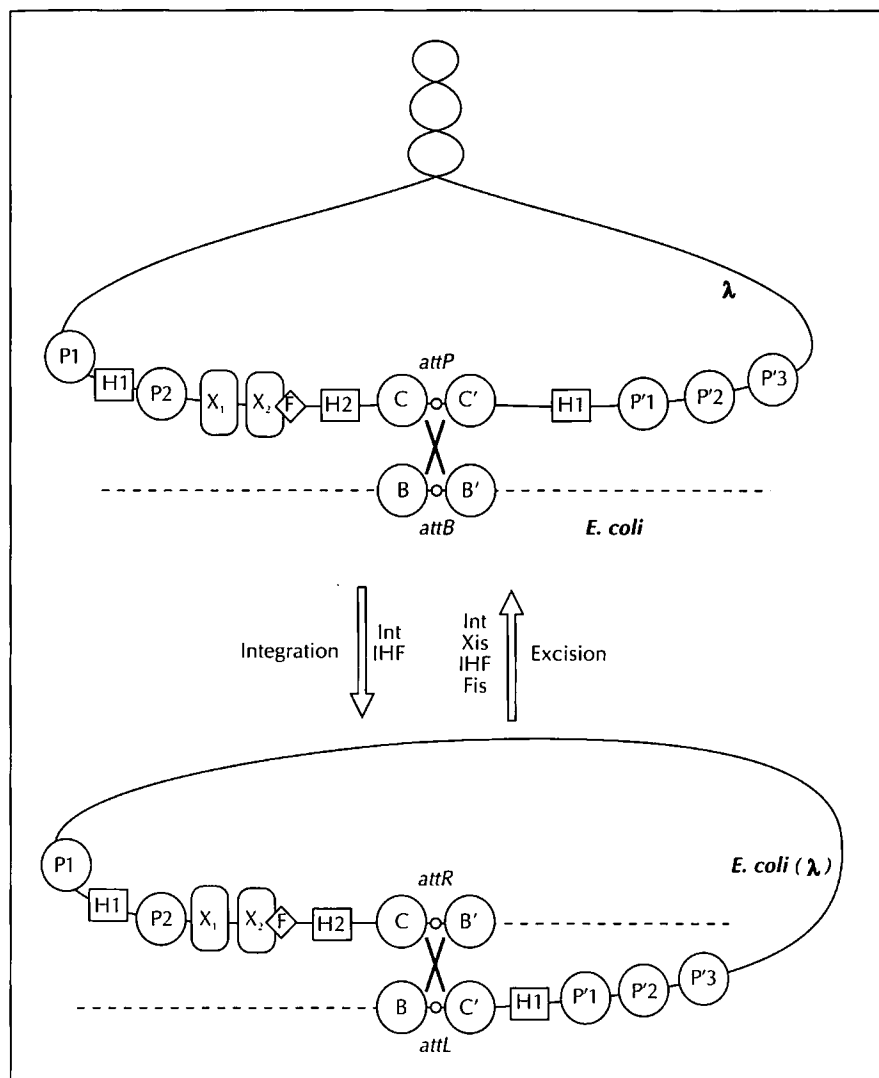 λ
attP
P1 H1 P2 X₁ X₂ F H2 C C' H1 P'1 P'2 P'3
B B'
attB
E. coli
Integration Int IHF
Int Xis IHF Fis Excision
E. coli (λ)
attR
P1 H1 P2 X₁ X₂ F H2 C B'
B C' H1 P'1 P'2 P'3
attL